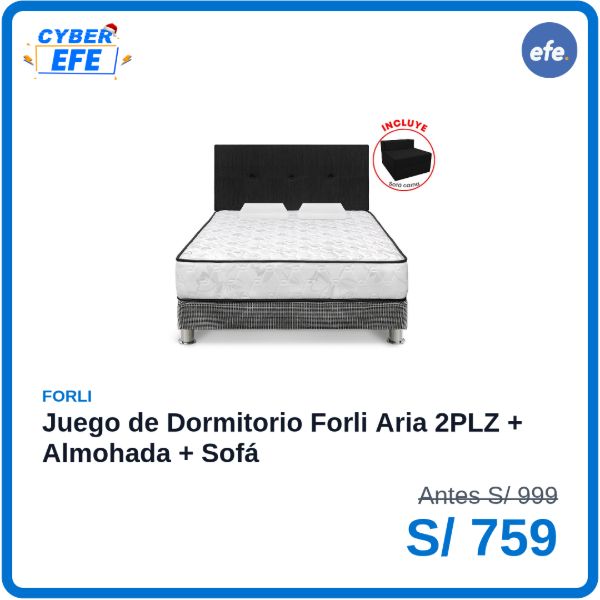 CYBER
EFE
efe.
INCLUYE
Sofá cama
FORLI
Juego de Dormitorio Forli Aria 2PLZ +
Almohada + Sofá
Antes S/ 999
S/ 759